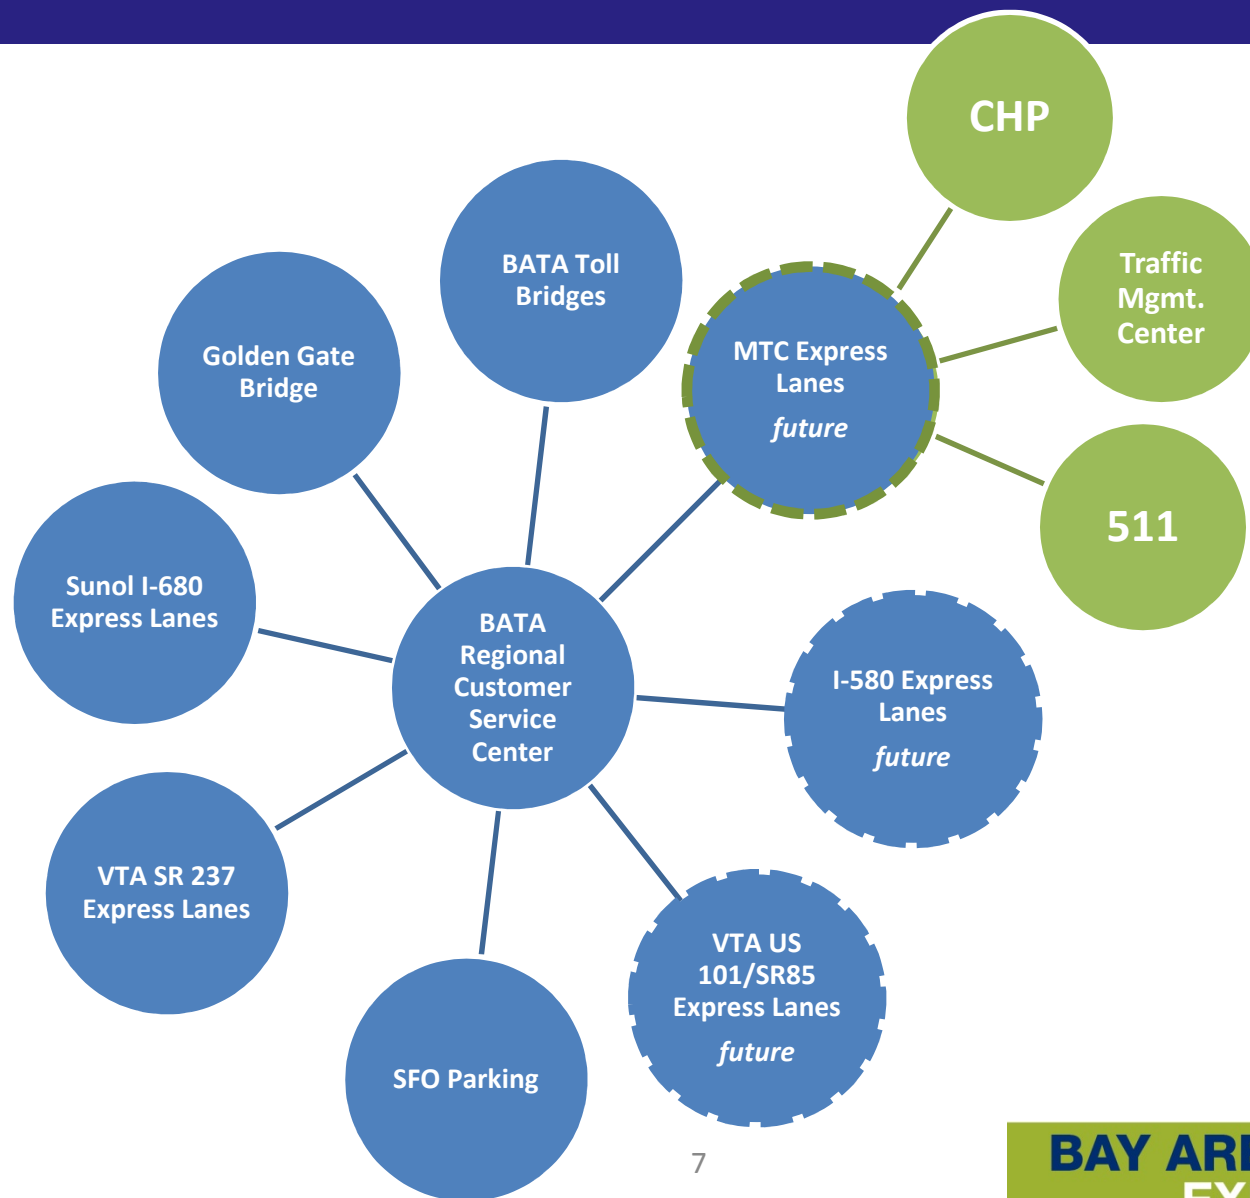 CHP
BATA Toll
Bridges
Traffic
Mgmt.
Center
Golden Gate
Bridge
MTC Express
Lanes
future
511
Sunol I-680
Express Lanes
BATA
Regional
Customer
Service
Center
I-580 Express
Lanes
future
VTA SR 237
Express Lanes
VTA US
101/SR85
Express Lanes
future
SFO Parking
7
BAY